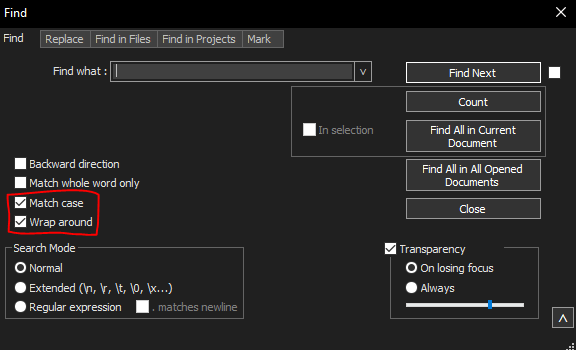 Find
Find Replace Find in Files Find in Projects Mark
Find what : Find Next
Count
In selection
Find All in Current
Document
Backward direction
Find All in All Opened
Documents
Match whole word only
Match case
Close
Wrap around
Search Mode
Transparency
Normal
On losing focus
Extended (\n, \r, \t, \0, \x...)
Always
Regular expression . matches newline